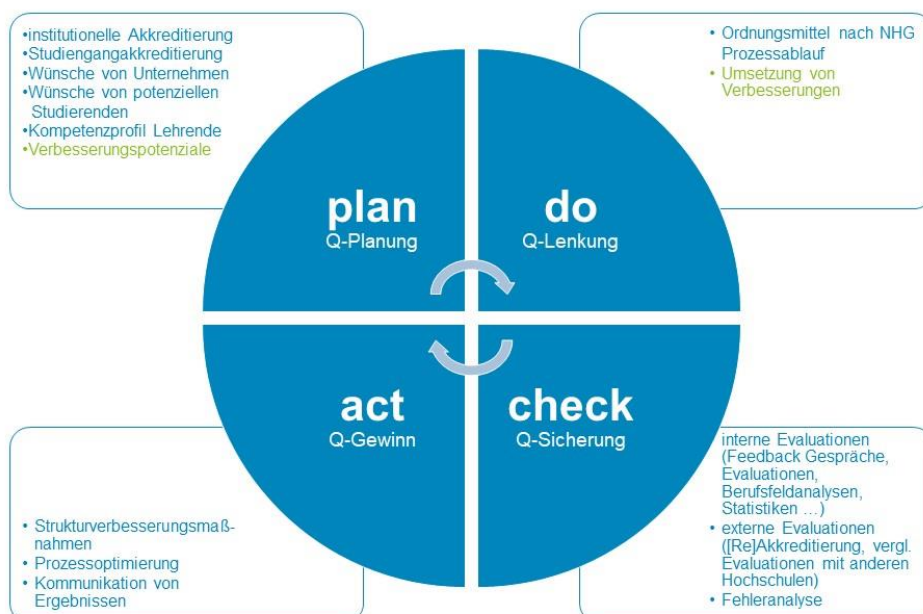 •institutionelle Akkreditierung
•Studiengangakkreditierung
•Wünsche von Unternehmen
•Wünsche von potenziellen
Studierenden
•Kompetenzprofil Lehrende
•Verbesserungspotenziale
• Ordnungsmittel nach NHG
Prozessablauf
• Umsetzung von
Verbesserungen
plan
Q-Planung
do
Q-Lenkung
act
Q-Gewinn
check
Q-Sicherung
• Strukturverbesserungsmaß-
nahmen
• Prozessoptimierung
• Kommunikation von
Ergebnissen
interne Evaluationen
(Feedback Gespräche,
Evaluationen,
Berufsfeldanalysen,
Statistiken ...)
• externe Evaluationen
([Re]Akkreditierung, vergl.
Evaluationen mit anderen
Hochschulen)
• Fehleranalyse